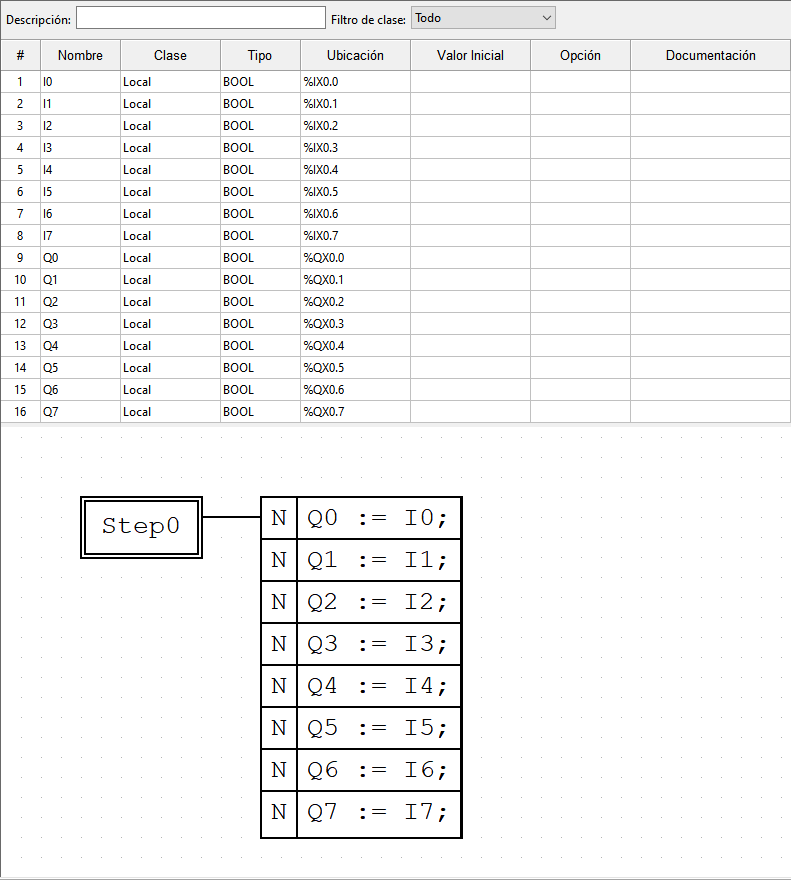 Descripción: Filtro de clase: Todo
# Nombre Clase Tipo Ubicación Valor Inicial Opción Documentación
1 I0 Local BOOL %IX0.0
2 I1 Local BOOL %IX0.1
3 I2 Local BOOL %IX0.2
4 I3 Local BOOL %IX0.3
5 I4 Local BOOL %IX0.4
6 I5 Local BOOL %IX0.5
7 I6 Local BOOL %IX0.6
8 I7 Local BOOL %IX0.7
9 Q0 Local BOOL %QX0.0
10 Q1 Local BOOL %QX0.1
11 Q2 Local BOOL %QX0.2
12 Q3 Local BOOL %QX0.3
13 Q4 Local BOOL %QX0.4
14 Q5 Local BOOL %QX0.5
15 Q6 Local BOOL %QX0.6
16 Q7 Local BOOL %QX0.7
Step0 N Q0 := I0;
N Q1 := I1;
N Q2 := I2;
N Q3 := I3;
N Q4 := I4;
N Q5 := I5;
N Q6 := I6;
N Q7 := I7;